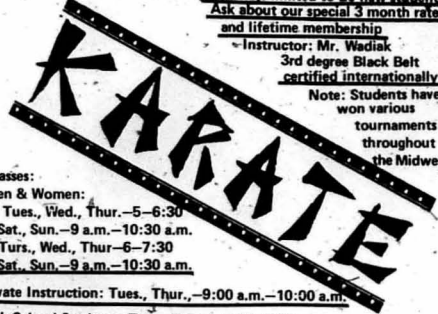 Ask about our special 3 month rate
and lifetime membership
Instructor: Mr. Wadiak
3rd degree Black Belt
certified internationally
Note: Students have
won various
tournaments
throughout
the Midwe
KARATE
asses:
en & Women:
Tues., Wed., Thur.—5—6:30
Sat., Sun.—9 a.m.—10:30 a.m.
Turs., Wed., Thur—6—7:30
Sat., Sun.—9 a.m.—10:30 a.m.
vate Instruction: Tues., Thur.,—9:00 a.m.—10:00 a.m.